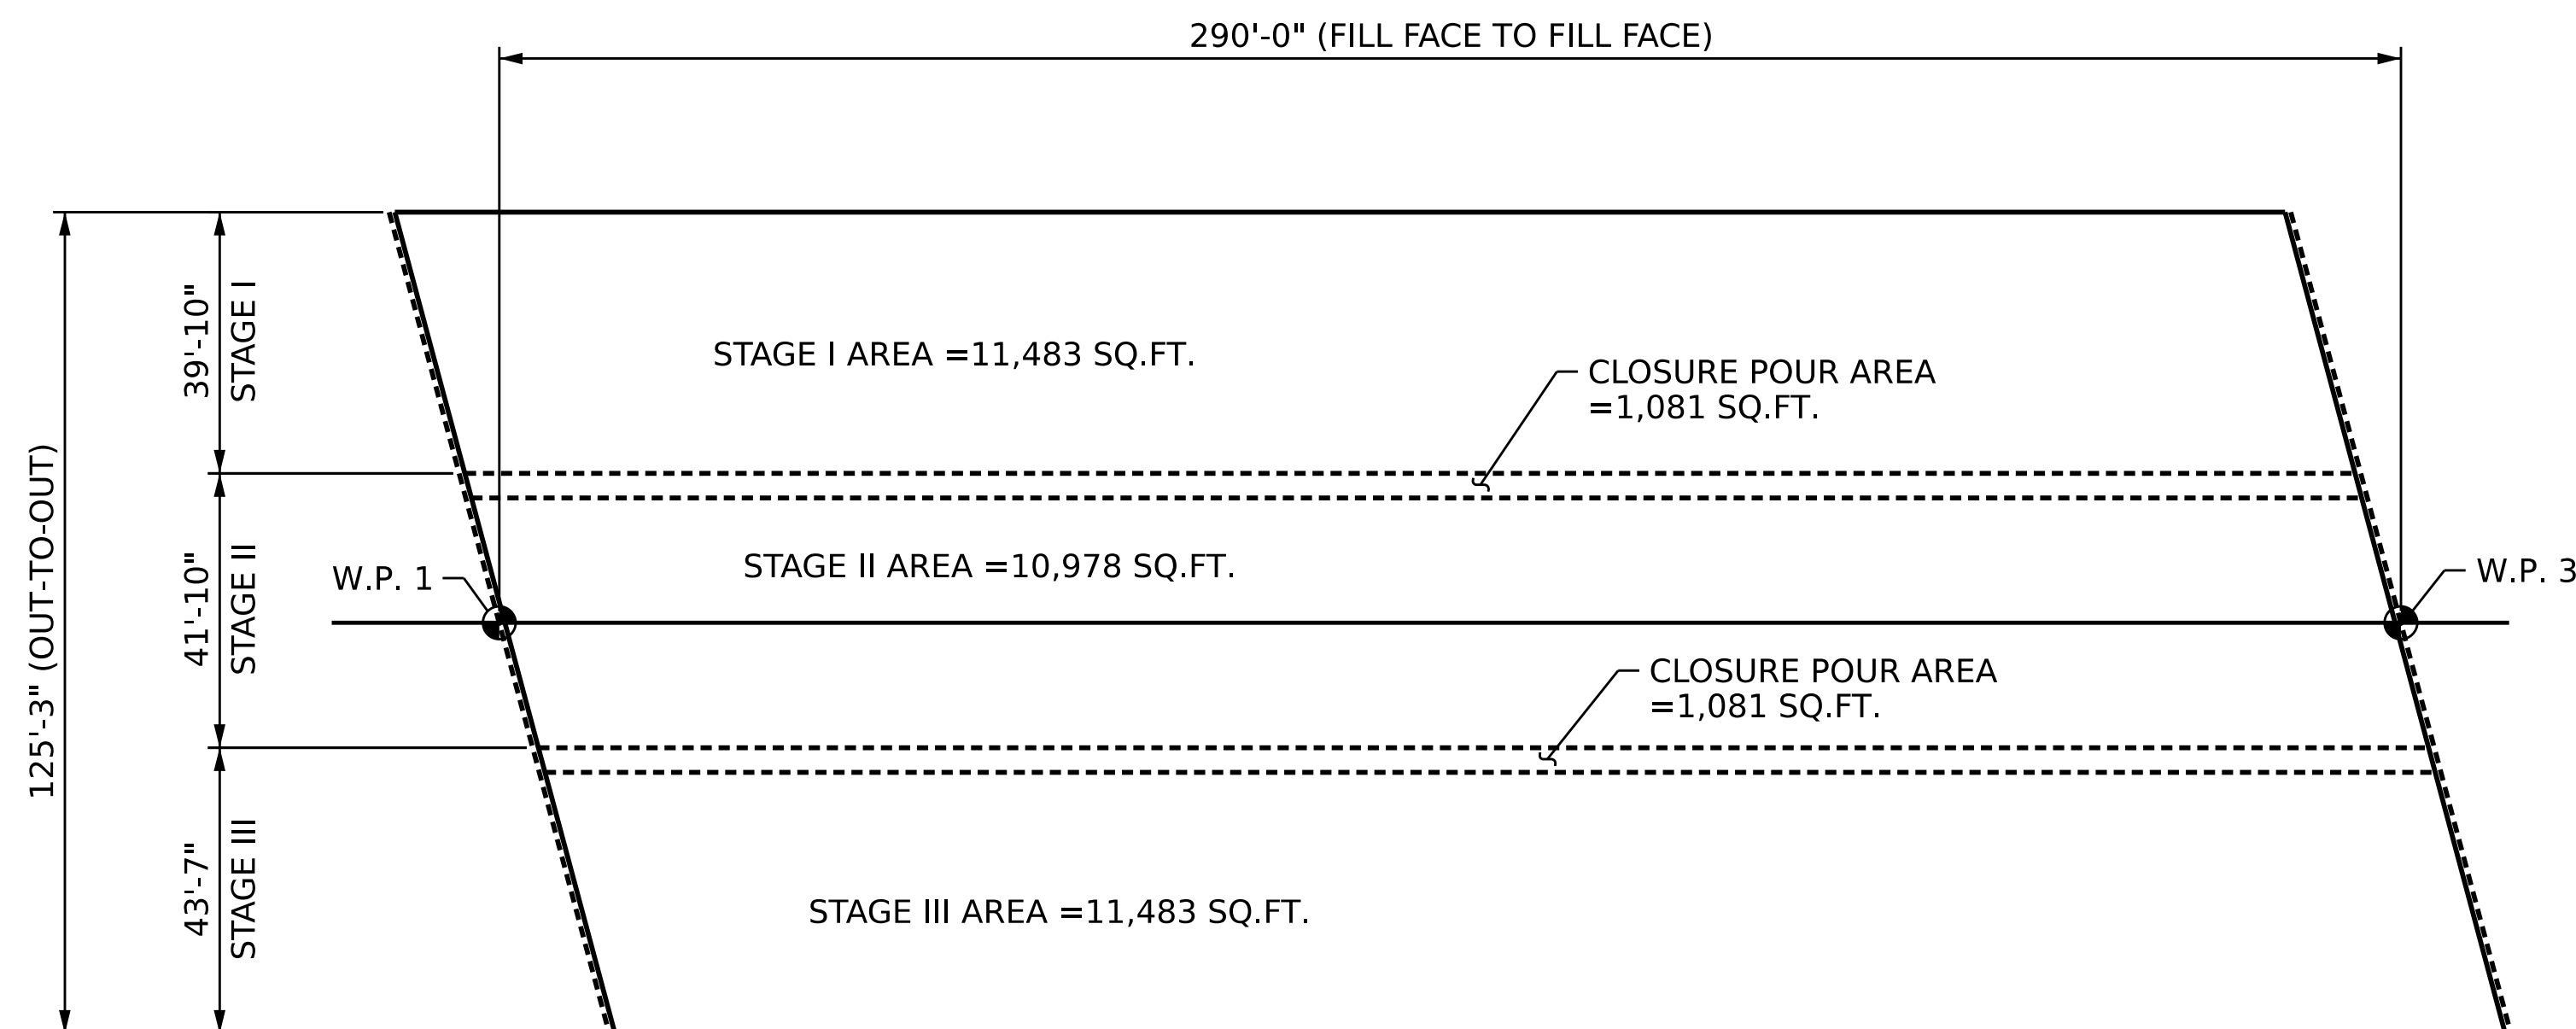 290'-0" (FILL FACE TO FILL FACE)
125'-3" (OUT-TO-OUT)
39'-10"
STAGE I
41'-10"
STAGE II
43'-7"
STAGE III
STAGE I AREA =11,483 SQ.FT.
CLOSURE POUR AREA
=1,081 SQ.FT.
STAGE II AREA =10,978 SQ.FT.
W.P. 1
W.P. 3
CLOSURE POUR AREA
=1,081 SQ.FT.
STAGE III AREA =11,483 SQ.FT.